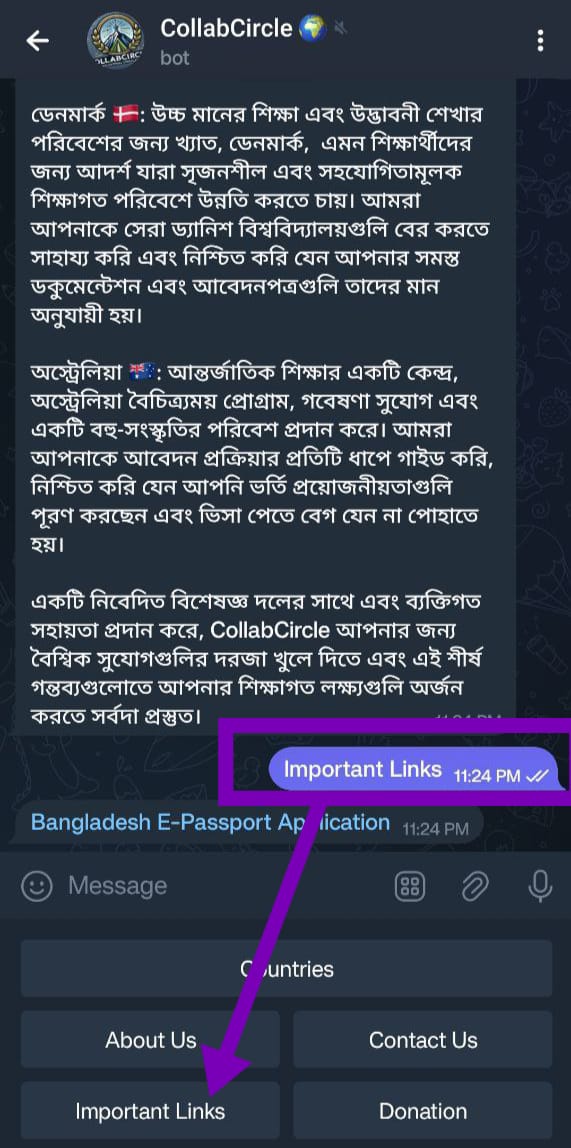 CollabCircle
bot
ডেনমার্ক 🇩🇰: উচ্চ মানের শিক্ষা এবং উদ্ভাবনী শেখার
পরিবেশের জন্য খ্যাত, ডেনমার্ক, এমন শিক্ষার্থীদের
জন্য আদর্শ যারা সৃজনশীল এবং সহযোগিতামূলক
শিক্ষাগত পরিবেশে উন্নতি করতে চায়। আমরা
আপনাকে সেরা ড্যানিশ বিশ্ববিদ্যালয়গুলি বের করতে
সাহায্য করি এবং নিশ্চিত করি যেন আপনার সমস্ত
ডকুমেন্টেশন এবং আবেদনপত্রগুলি তাদের মান
অনুযায়ী হয়।
অস্ট্রেলিয়া 🇦🇺: আন্তর্জাতিক শিক্ষার একটি কেন্দ্র,
অস্ট্রেলিয়া বৈচিত্র্যময় প্রোগ্রাম, গবেষণা সুযোগ এবং
একটি বহু-সংস্কৃতির পরিবেশ প্রদান করে। আমরা
আপনাকে আবেদন প্রক্রিয়ার প্রতিটি ধাপে গাইড করি,
নিশ্চিত করি যেন আপনি ভর্তি প্রয়োজনীয়তাগুলি
পূরণ করছেন এবং ভিসা পেতে বেগ যেন না পোহাতে
হয়।
একটি নিবেদিত বিশেষজ্ঞ দলের সাথে এবং ব্যক্তিগত
সহায়তা প্রদান করে, CollabCircle আপনার জন্য
বৈশ্বিক সুযোগগুলির দরজা খুলে দিতে এবং এই শীর্ষ
গন্তব্যগুলোতে আপনার শিক্ষাগত লক্ষ্যগুলি অর্জন
করতে সর্বদা প্রস্তুত।
Important Links 11:24 PM
Bangladesh E-Passport Application 11:24 PM
Message
Countries
About Us
Contact Us
Important Links
Donation